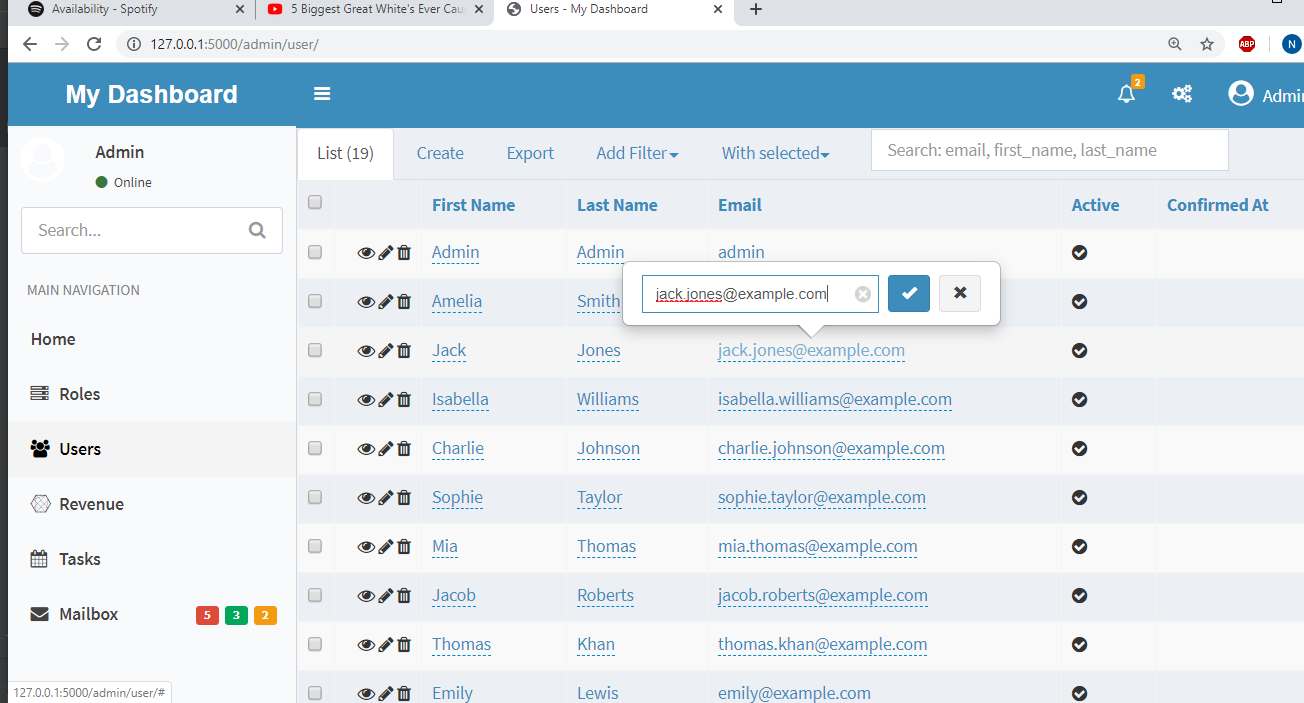 Availability - Spotify
5 Biggest Great White's Ever Cau
Users - My Dashboard
127.0.0.1:5000/admin/user/
ABP
N
My Dashboard
2
Admin
Admin
Online
Search...
MAIN NAVIGATION
Home
Roles
Users
Revenue
Tasks
Mailbox 5 3 2
127.0.0.1:5000/admin/user/#
List (19) Create Export Add Filter With selected Search: email, first_name, last_name
First Name Last Name Email Active Confirmed At
Admin Admin admin
jack.jones@example.com
Amelia Smith
Jack Jones jack.jones@example.com
Isabella Williams isabella.williams@example.com
Charlie Johnson charlie.johnson@example.com
Sophie Taylor sophie.taylor@example.com
Mia Thomas mia.thomas@example.com
Jacob Roberts jacob.roberts@example.com
Thomas Khan thomas.khan@example.com
Emily Lewis emily@example.com